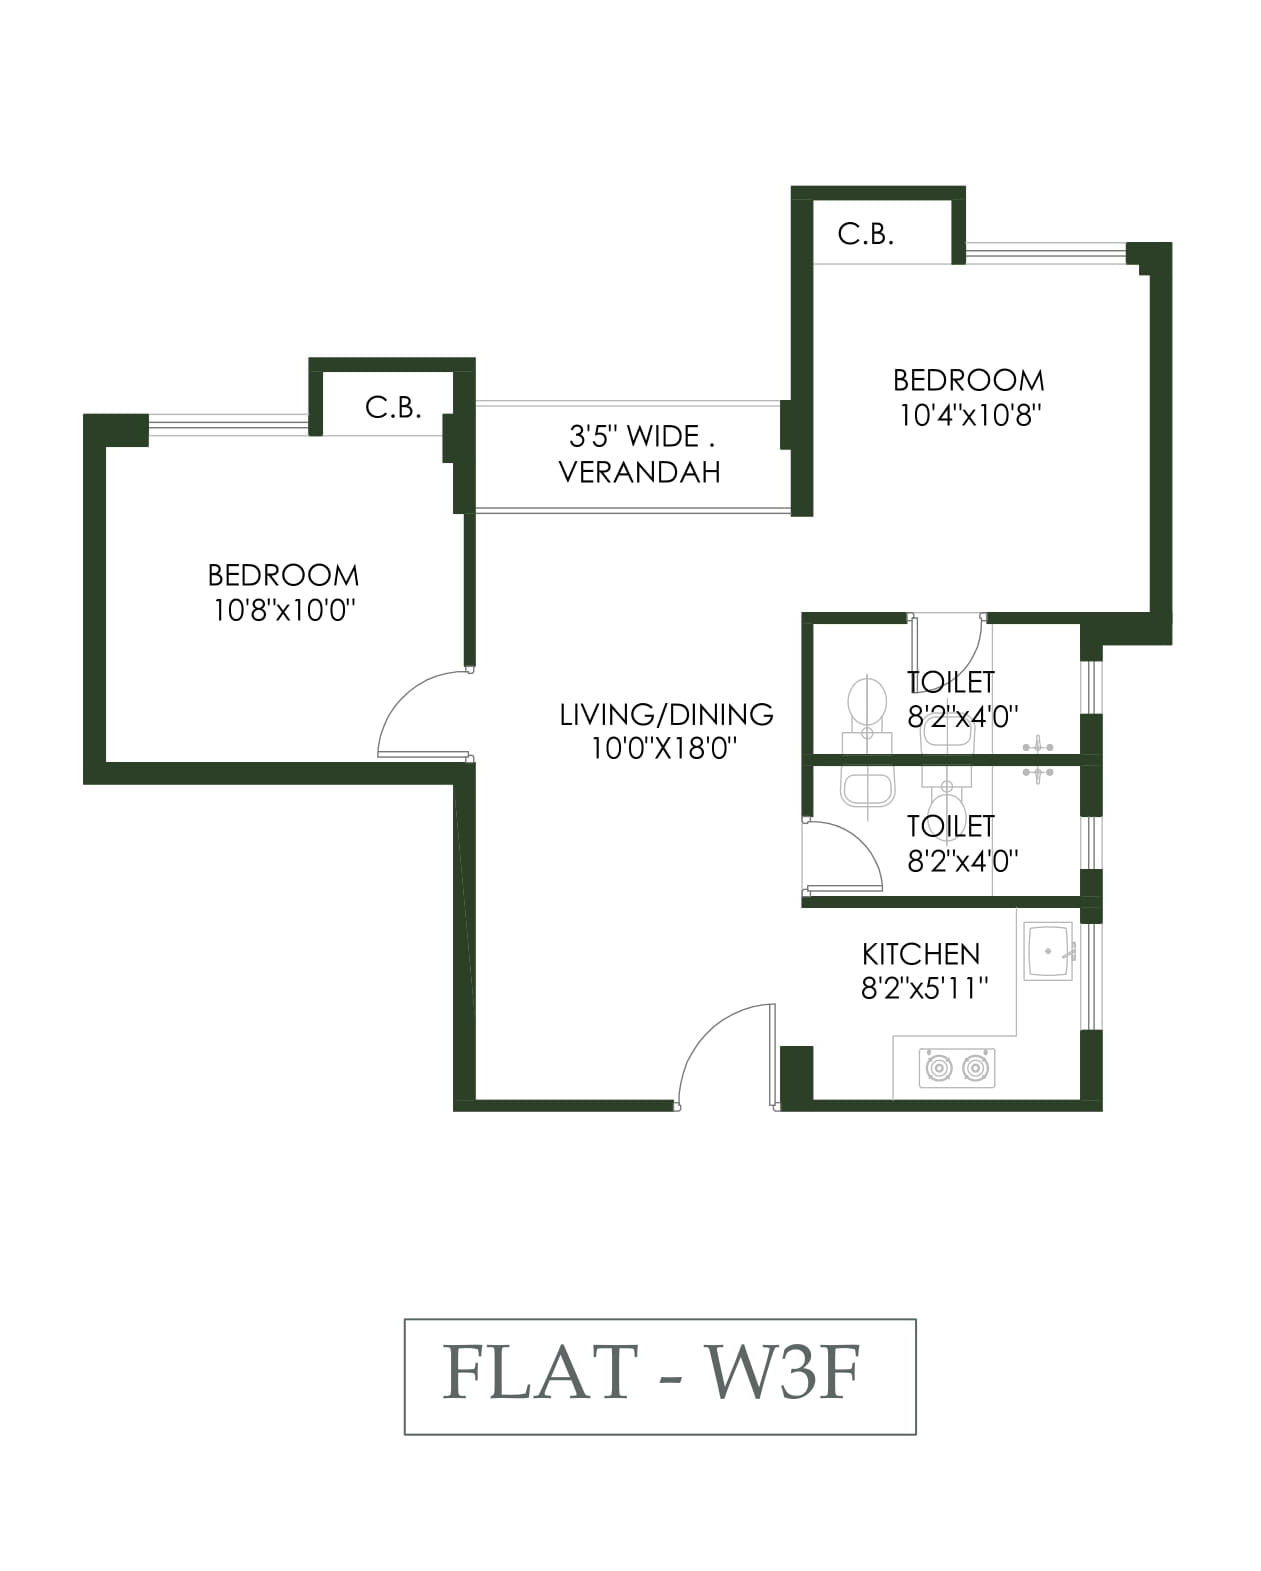 C.B.
BEDROOM
10'4"x10'8"
C.B.
3'5" WIDE .
VERANDAH
BEDROOM
10'8"x10'0"
LIVING/DINING
10'0"X18'0"
TOILET
8'2"x4'0"
TOILET
8'2"x4'0"
KITCHEN
8'2"x5'11"
FLAT - W3F